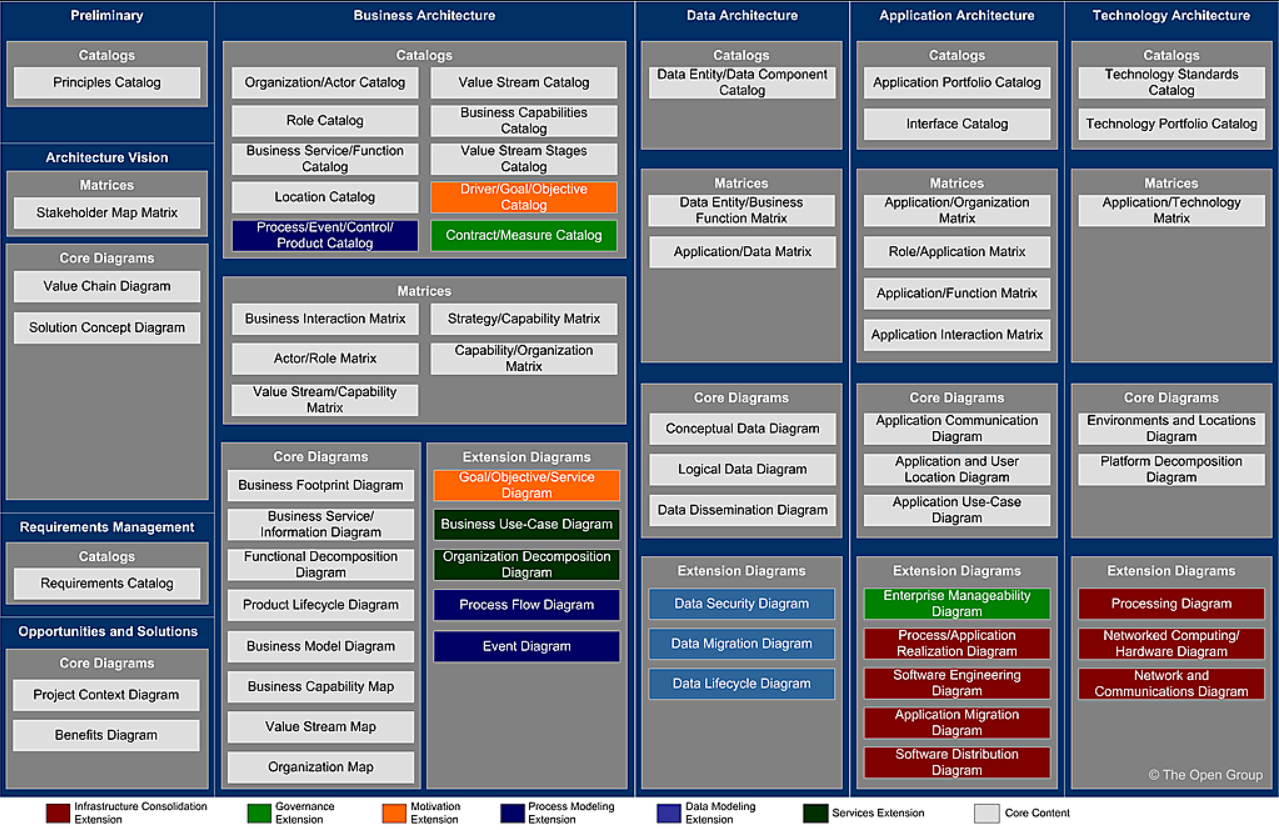 Preliminary
Catalogs
Principles Catalog
Architecture Vision
Matrices
Stakeholder Map Matrix
Core Diagrams
Value Chain Diagram
Solution Concept Diagram
Requirements Management
Catalogs
Requirements Catalog
Opportunities and Solutions
Core Diagrams
Project Context Diagram
Benefits Diagram
Business Architecture
Catalogs
Organization/Actor Catalog
Role Catalog
Business Service/Function
Catalog
Location Catalog
Process/Event/Control/
Product Catalog
Value Stream Catalog
Business Capabilities
Catalog
Value Stream Stages
Catalog
Driver/Goal/Objective
Catalog
Contract/Measure Catalog
Matrices
Business Interaction Matrix
Actor/Role Matrix
Value Stream/Capability
Matrix
Strategy/Capability Matrix
Capability/Organization
Matrix
Core Diagrams
Business Footprint Diagram
Business Service/
Information Diagram
Functional Decomposition
Diagram
Product Lifecycle Diagram
Business Model Diagram
Business Capability Map
Value Stream Map
Organization Map
Extension Diagrams
Goal/Objective/Service
Diagram
Business Use-Case Diagram
Organization Decomposition
Diagram
Process Flow Diagram
Event Diagram
Data Architecture
Catalogs
Data Entity/Data Component
Catalog
Matrices
Data Entity/Business
Function Matrix
Application/Data Matrix
Core Diagrams
Conceptual Data Diagram
Logical Data Diagram
Data Dissemination Diagram
Extension Diagrams
Data Security Diagram
Data Migration Diagram
Data Lifecycle Diagram
Application Architecture
Catalogs
Application Portfolio Catalog
Interface Catalog
Matrices
Application/Organization
Matrix
Role/Application Matrix
Application/Function Matrix
Application Interaction Matrix
Core Diagrams
Application Communication
Diagram
Application and User
Location Diagram
Application Use-Case
Diagram
Extension Diagrams
Enterprise Manageability
Diagram
Process/Application
Realization Diagram
Software Engineering
Diagram
Application Migration
Diagram
Software Distribution
Diagram
Technology Architecture
Catalogs
Technology Standards
Catalog
Technology Portfolio Catalog
Matrices
Application/Technology
Matrix
Core Diagrams
Environments and Locations
Diagram
Platform Decomposition
Diagram
Extension Diagrams
Processing Diagram
Networked Computing/
Hardware Diagram
Network and
Communications Diagram
© The Open Group
Infrastructure Consolidation
Extension
Governance
Extension
Motivation
Extension
Process Modeling
Extension
Data Modeling
Extension
Services Extension
Core Content